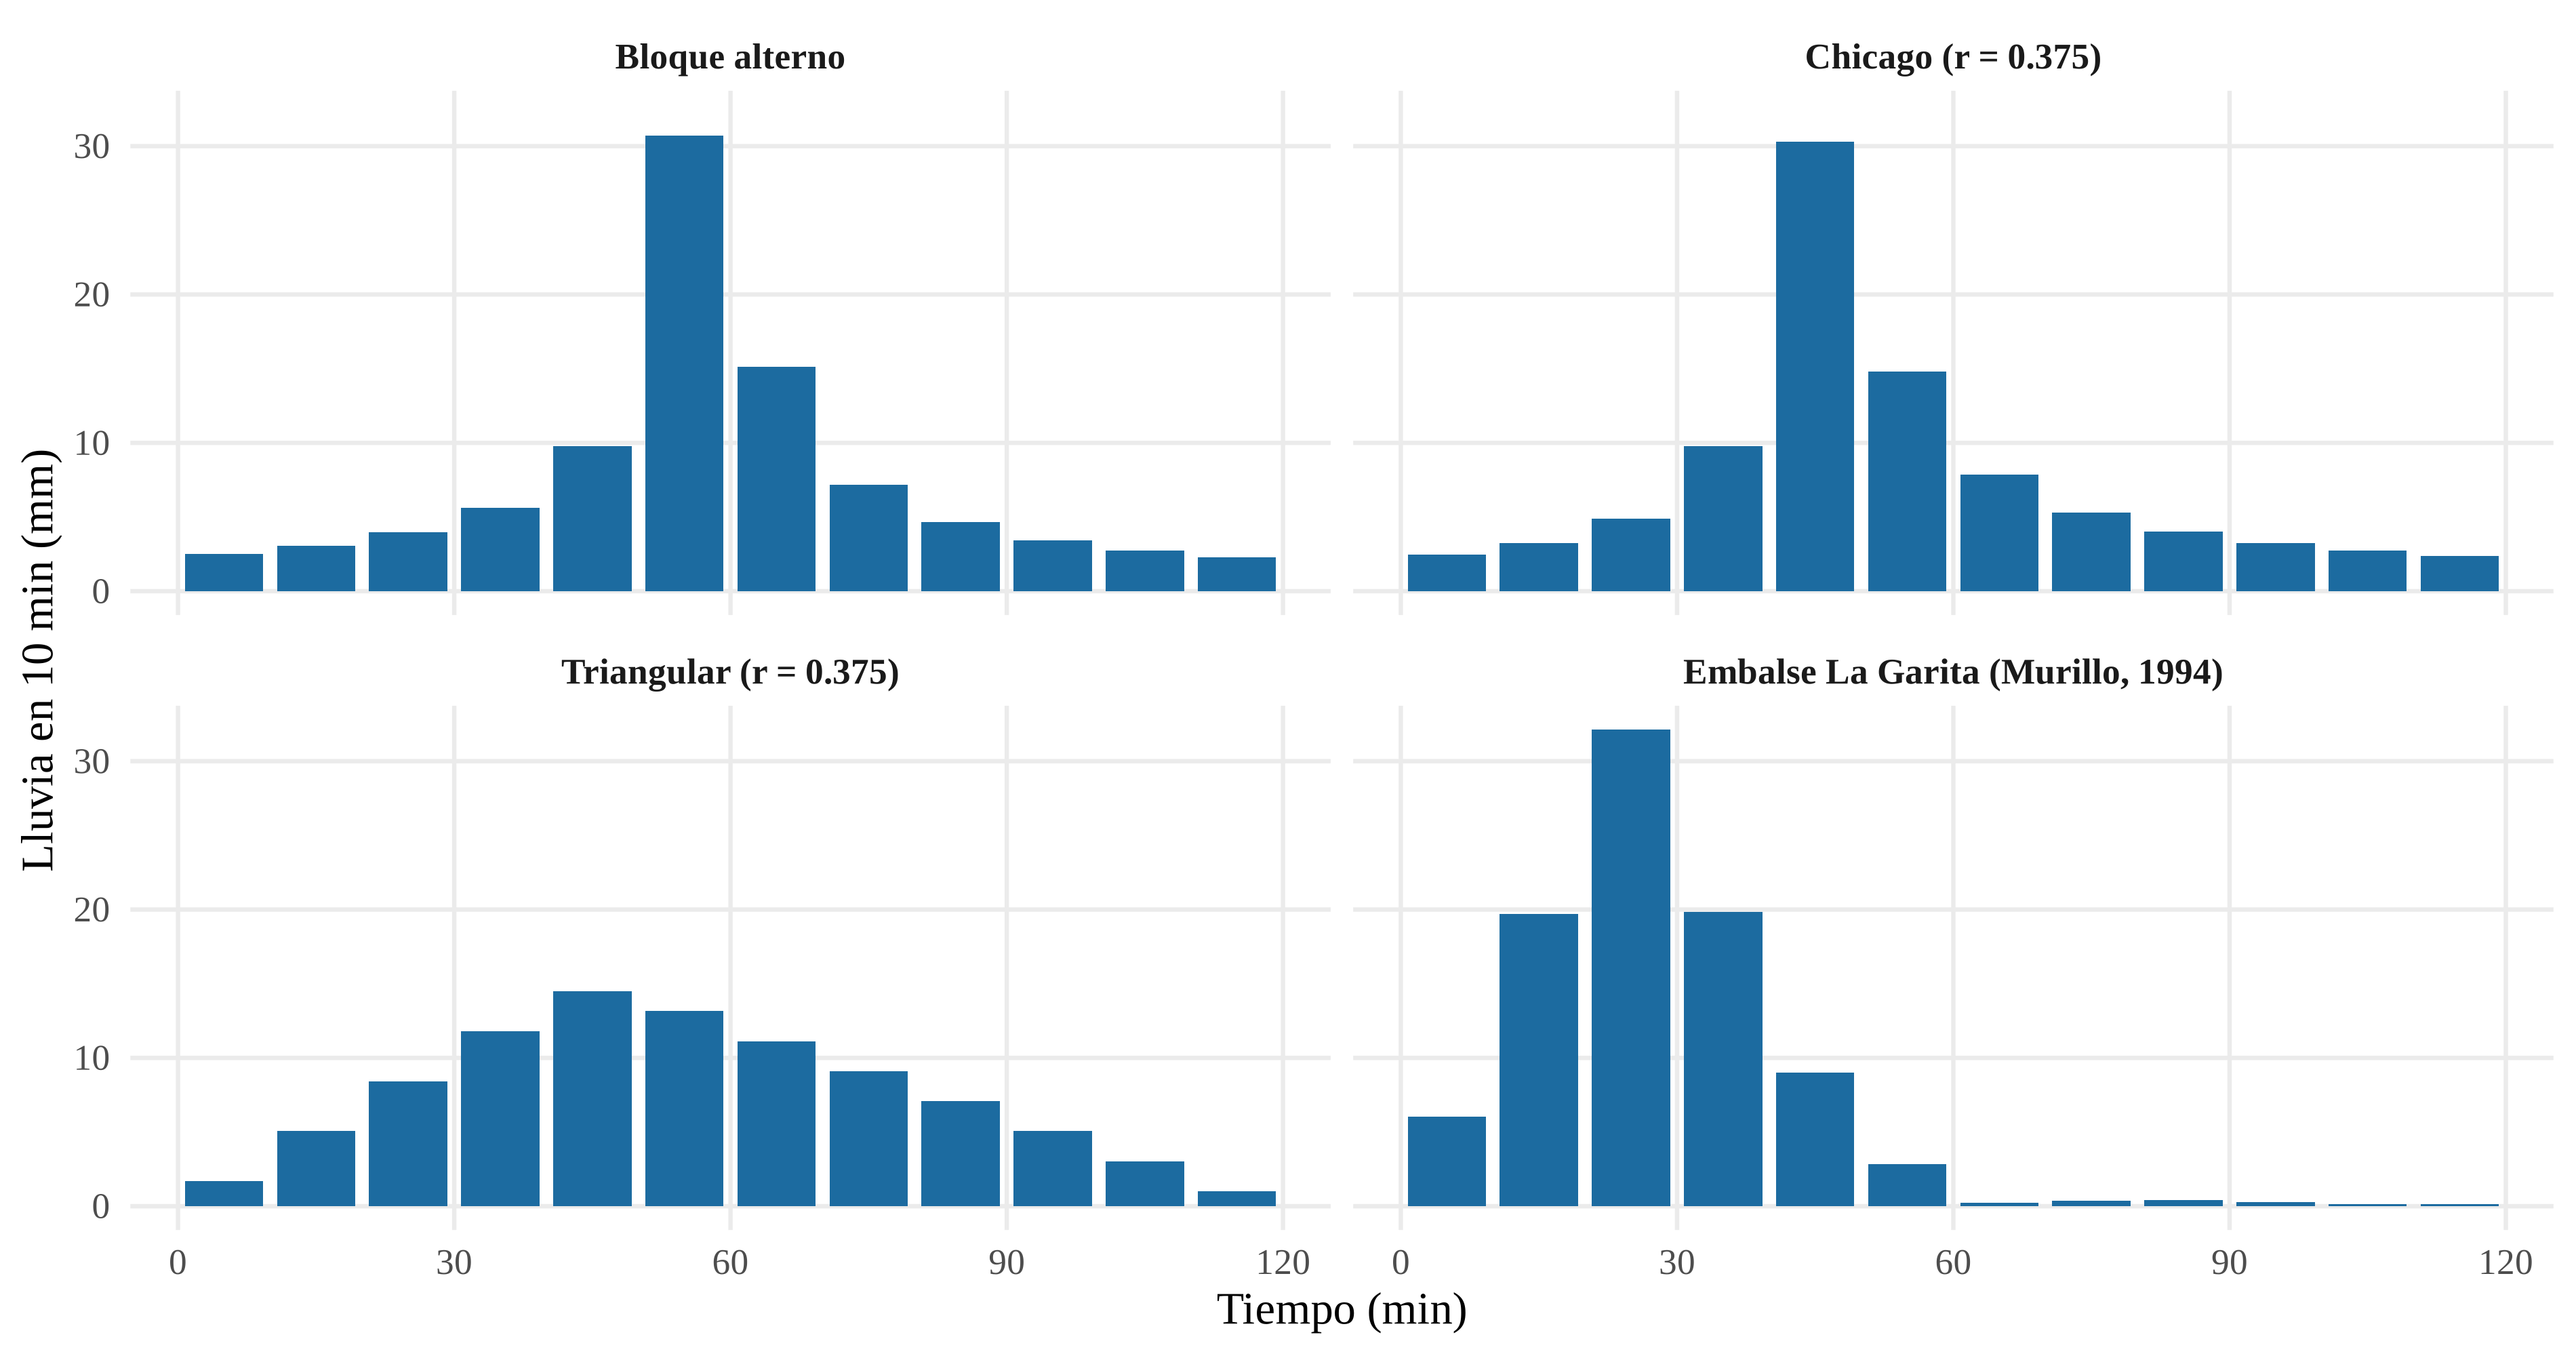 Bloque alterno
Chicago (r = 0.375)
30
20
10
0
Lluvia en 10 min (mm)
Triangular (r = 0.375)
Embalse La Garita (Murillo, 1994)
30
20
10
0
0 30 60 90 120 0 30 60 90 120
Tiempo (min)